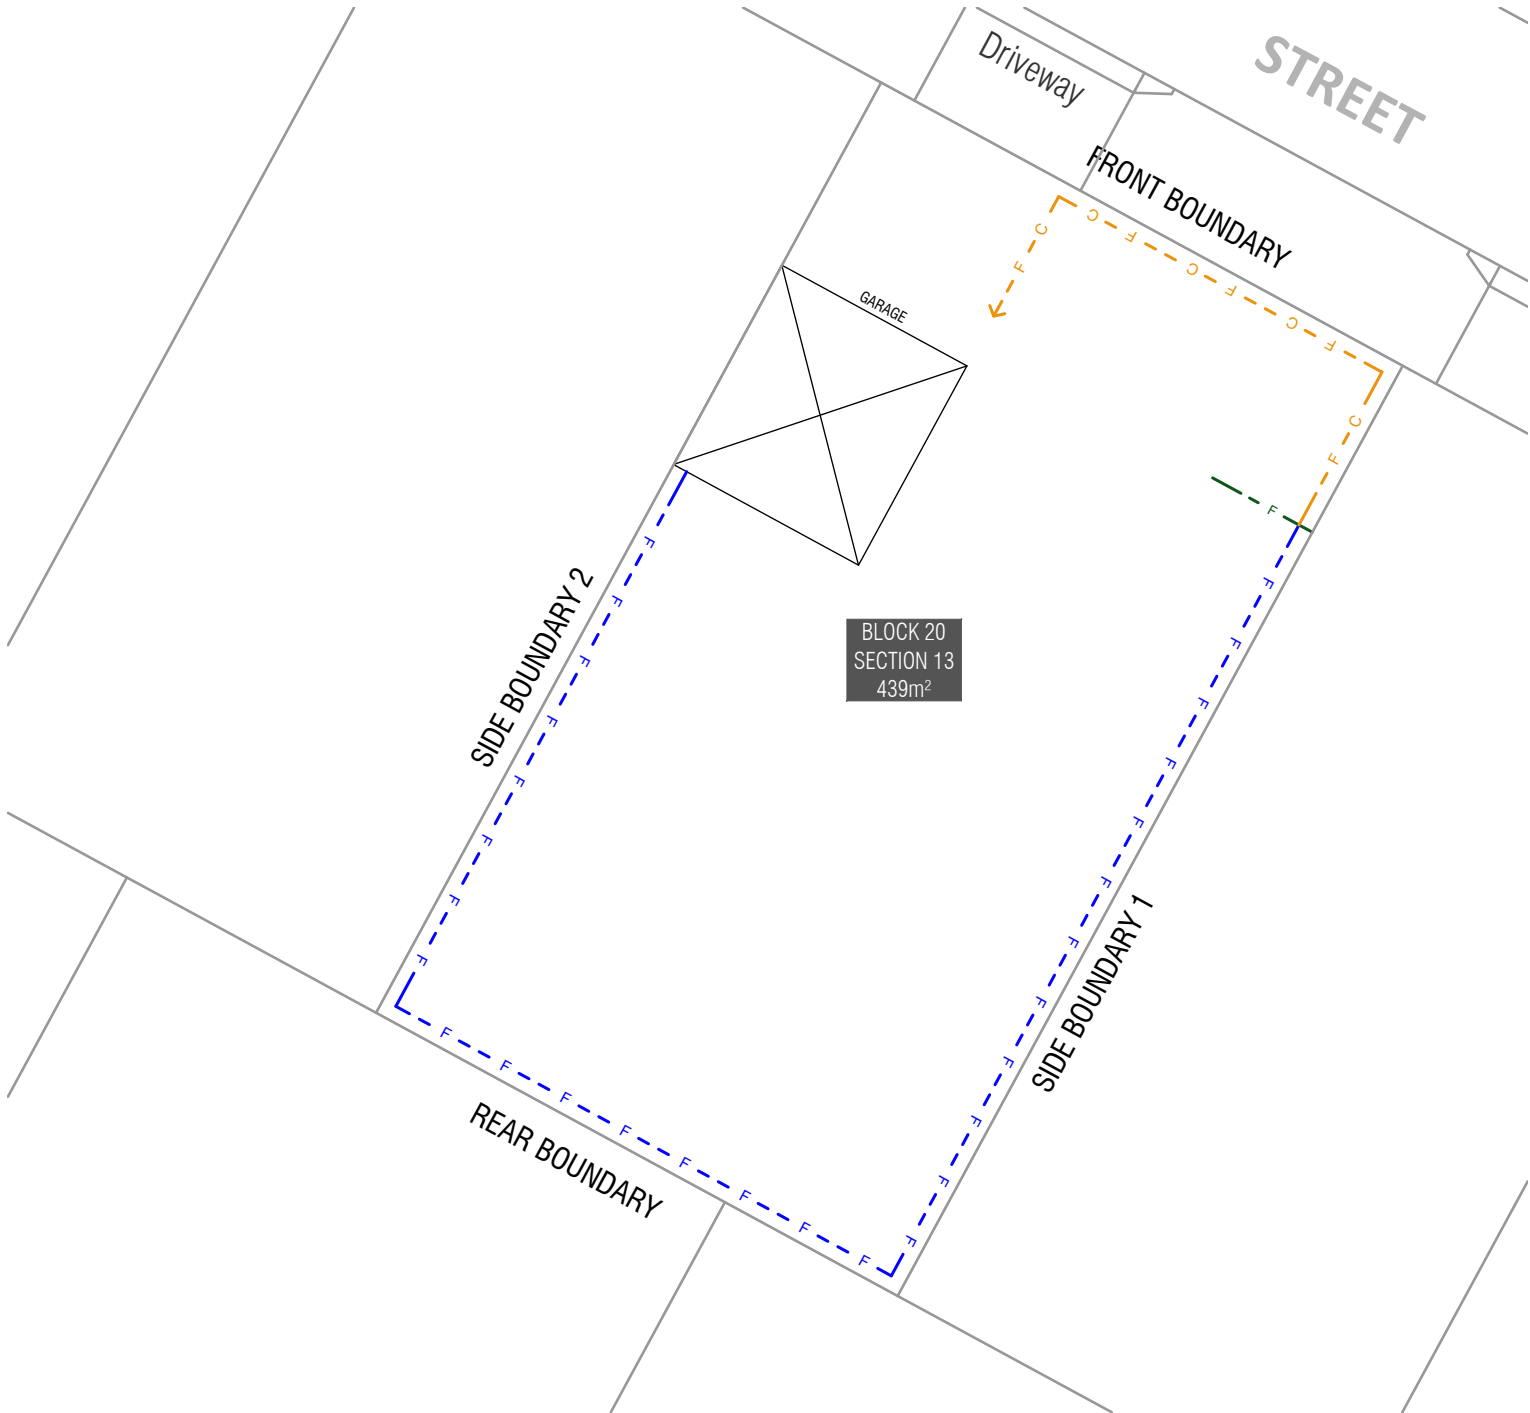 STREET
Driveway
FRONT BOUNDARY
C F C F C F
C F
GARAGE
C F
F
SIDE BOUNDARY 2
F F F F F F F F
BLOCK 20
SECTION 13
439m²
SIDE BOUNDARY 1
F F F F F F F F F F F F
REAR BOUNDARY
F F F F F F F F